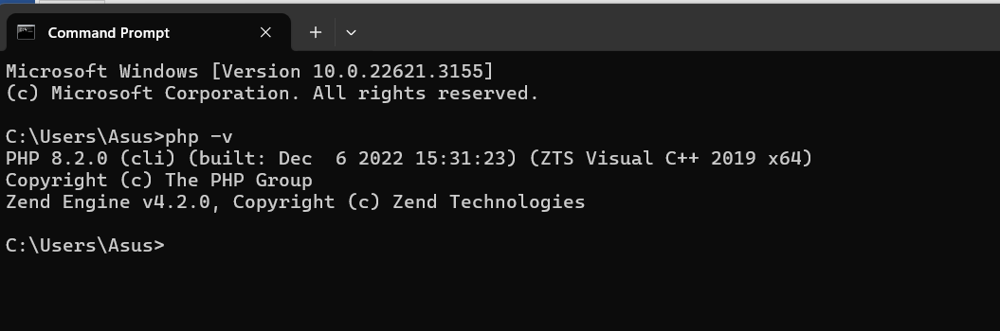 Command Prompt
Microsoft Windows [Version 10.0.22621.3155]
(c) Microsoft Corporation. All rights reserved.
C:\Users\Asus>php -v
PHP 8.2.0 (cli) (built: Dec  6 2022 15:31:23) (ZTS Visual C++ 2019 x64)
Copyright (c) The PHP Group
Zend Engine v4.2.0, Copyright (c) Zend Technologies
C:\Users\Asus>